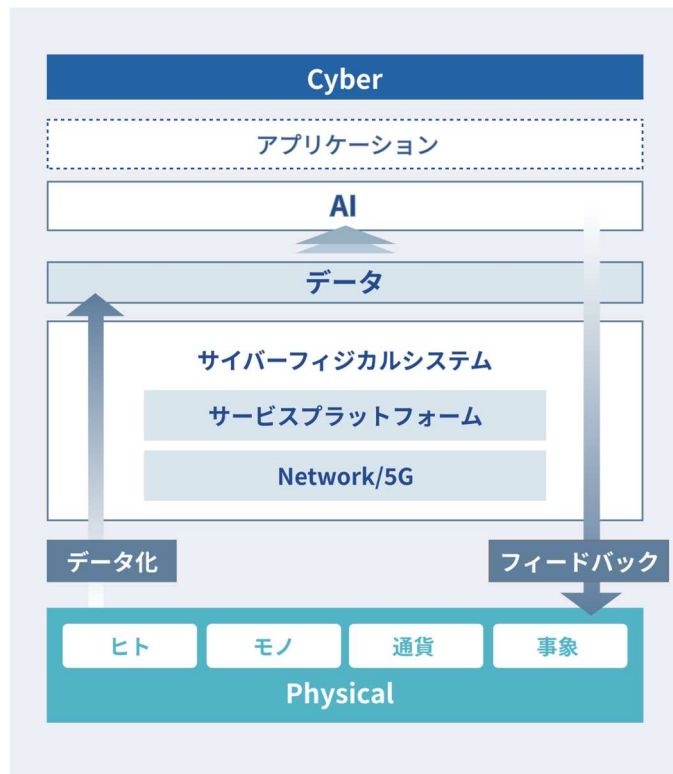 Cyber
アプリケーション
AI
データ
サイバーフィジカルシステム
サービスプラットフォーム
Network/5G
データ化
フィードバック
ヒト
モノ
通貨
事象
Physical